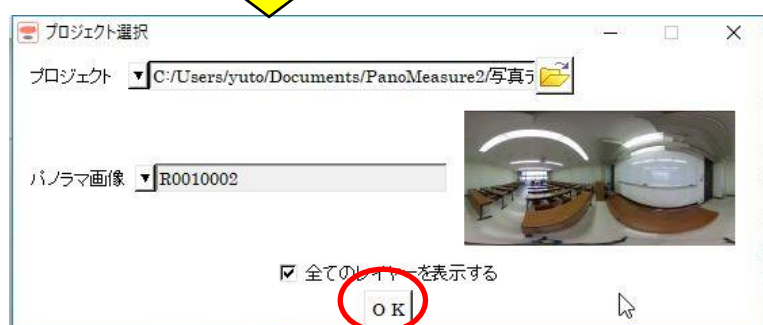 プロジェクト選択
プロジェクト C:/Users/yuto/Documents/PanoMeasure2/写真
パノラマ画像 R0010002
全てのレイヤーを表示する
O K